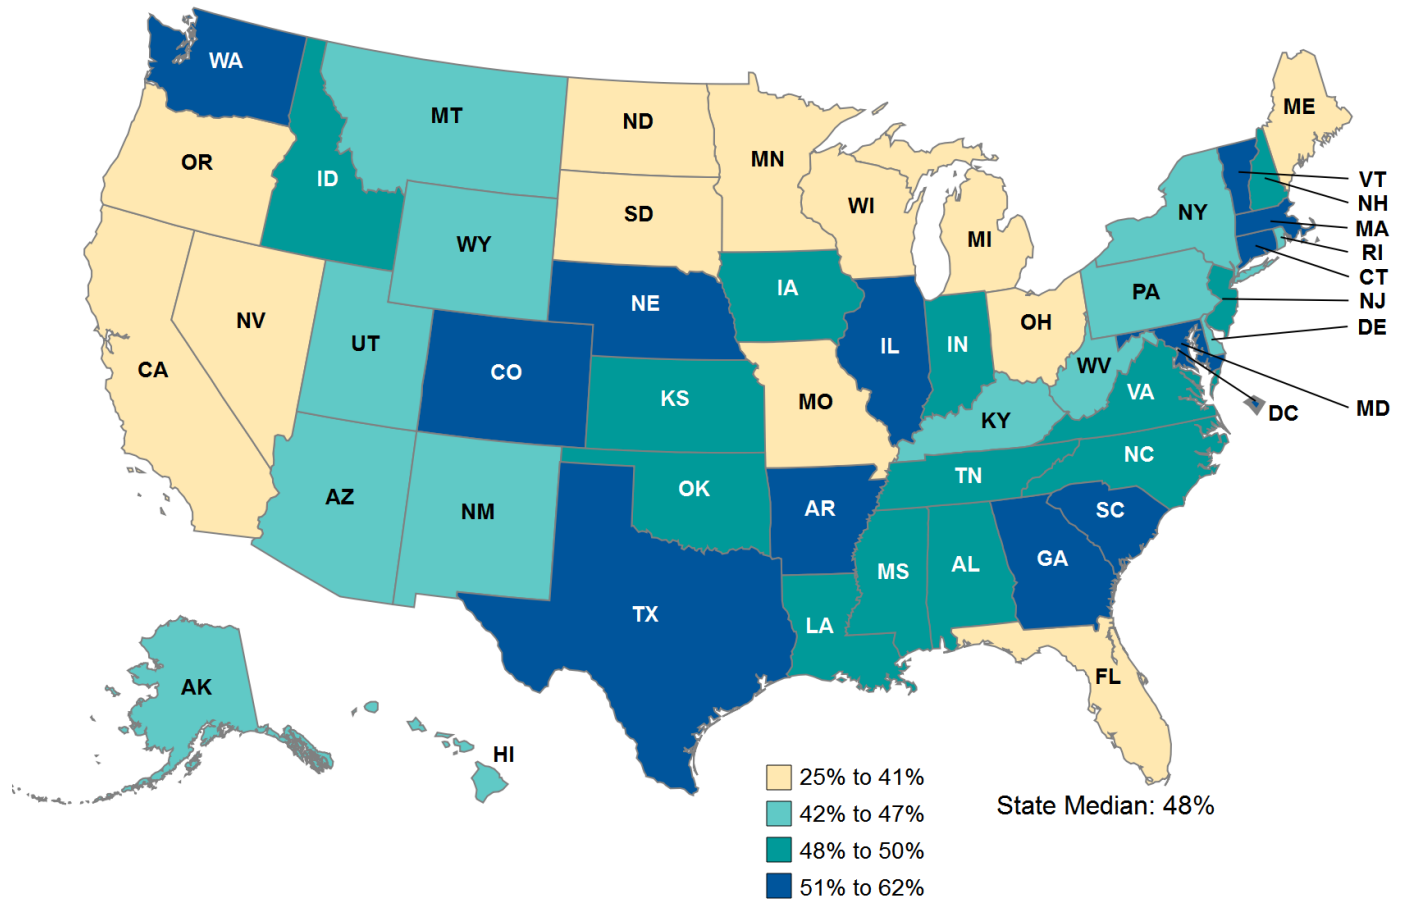 WA
MT
ND
MN
ME
OR
ID
SD
WI
MI
NY
VT
NH
MA
RI
CT
NJ
DE
WY
NE
IA
PA
NV
UT
CO
IL
IN
OH
WV
VA
MD
DC
CA
KS
MO
KY
AZ
NM
OK
AR
TN
NC
SC
MS
AL
GA
TX
LA
FL
AK
HI
25% to 41%
42% to 47%
48% to 50%
51% to 62%
State Median: 48%